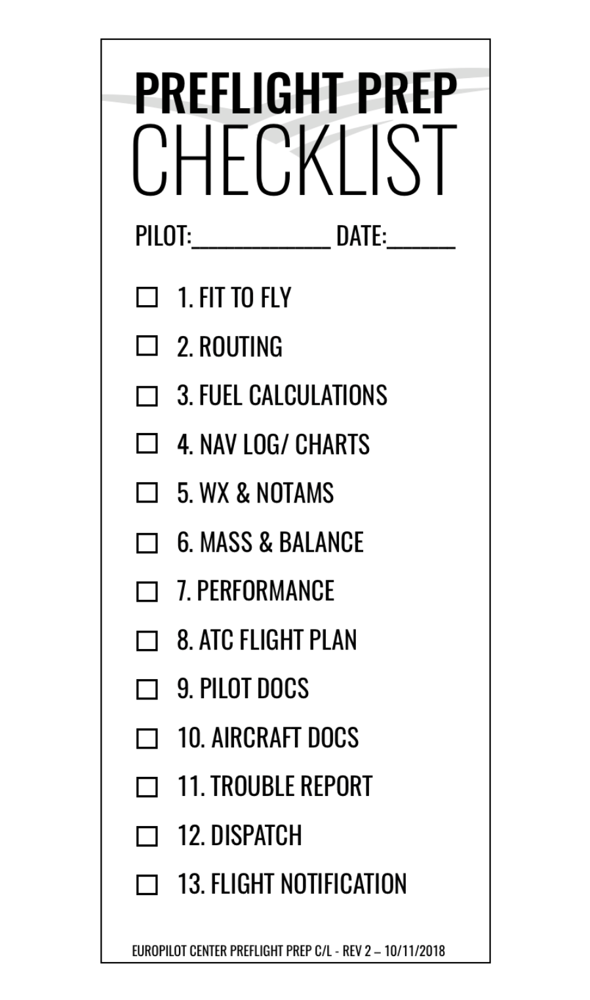 PREFLIGHT PREP
CHECKLIST
PILOT:________________ DATE:________
1. FIT TO FLY
2. ROUTING
3. FUEL CALCULATIONS
4. NAV LOG/ CHARTS
5. WX & NOTAMS
6. MASS & BALANCE
7. PERFORMANCE
8. ATC FLIGHT PLAN
9. PILOT DOCS
10. AIRCRAFT DOCS
11. TROUBLE REPORT
12. DISPATCH
13. FLIGHT NOTIFICATION
EUROPILOT CENTER PREFLIGHT PREP C/L - REV 2 – 10/11/2018